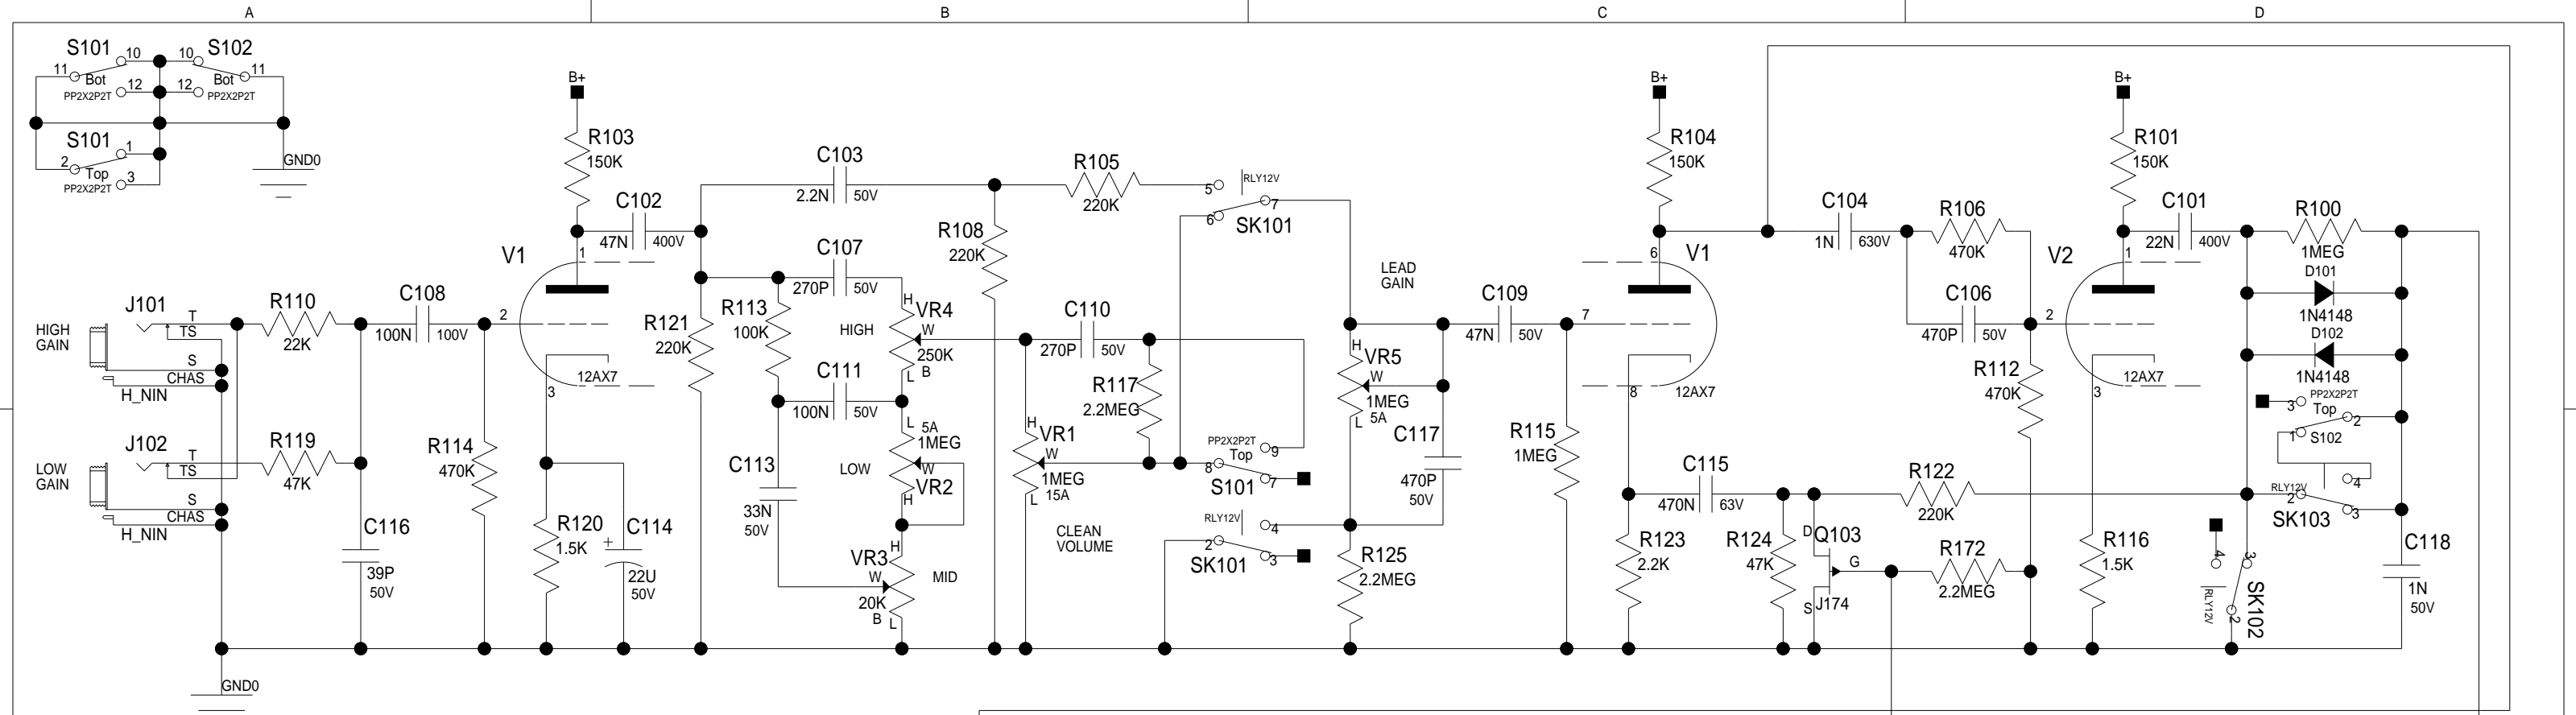 A
B
C
D
S101
10
11
Bot
12
PP2X2P2T
S102
10
11
Bot
12
PP2X2P2T
S101
1
2
Top
3
PP2X2P2T
GND0
HIGH
GAIN
J101
T
TS
S
CHAS
H_NIN
LOW
GAIN
J102
T
TS
S
CHAS
H_NIN
GND0
R110
22K
R119
47K
C116
39P
50V
C108
100N
100V
R114
470K
B+
R103
150K
V1
1
2
3
12AX7
R120
1.5K
C114
+
22U
50V
C102
47N
400V
R121
220K
C103
2.2N
50V
C107
270P
50V
R113
100K
C111
100N
50V
C113
33N
50V
H
VR4
W
HIGH
250K
B
L
L
5A
1MEG
LOW
W
VR2
H
H
VR3
W
MID
20K
B
L
R108
220K
R105
220K
5
RLY12V
6
7
SK101
C110
270P
50V
R117
2.2MEG
H
VR1
W
1MEG
15A
L
CLEAN
VOLUME
PP2X2P2T
Top
9
8
7
S101
RLY12V
4
2
3
SK101
LEAD
GAIN
H
VR5
W
1MEG
5A
L
C117
470P
50V
R125
2.2MEG
C109
47N
50V
R115
1MEG
B+
R104
150K
6
V1
7
8
12AX7
C115
470N
63V
R123
2.2K
R124
47K
D
Q103
G
S
J174
C104
1N
630V
R106
470K
C106
470P
50V
R112
470K
R122
220K
R172
2.2MEG
B+
R101
150K
V2
1
2
3
12AX7
R116
1.5K
C101
22N
400V
R100
1MEG
D101
1N4148
D102
1N4148
PP2X2P2T
3
Top
2
1
S102
4
RLY12V
2
3
SK103
4
3
RLY12V
2
SK102
C118
1N
50V